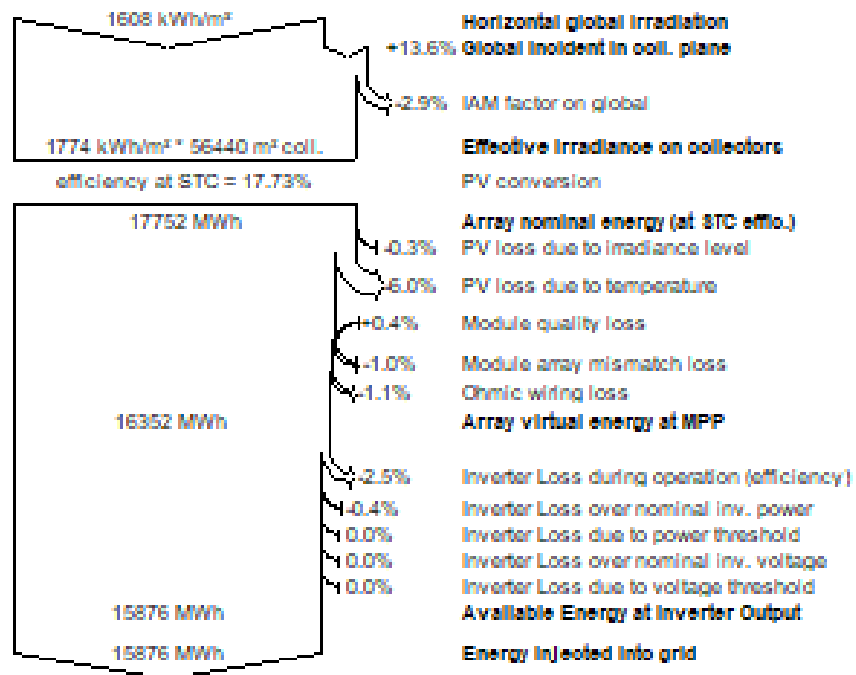 1608 kWh/m² Horizontal global irradiation
+13.6% Global incident in coll. plane
-2.9% IAM factor on global
1774 kWh/m² * 56440 m² coll. Effective irradiance on collectors
efficiency at STC = 17.73% PV conversion
17752 MWh Array nominal energy (at STC effic.)
-0.3% PV loss due to irradiance level
-6.0% PV loss due to temperature
+0.4% Module quality loss
-1.0% Module array mismatch loss
-1.1% Ohmic wiring loss
16352 MWh Array virtual energy at MPP
-2.5% Inverter Loss during operation (efficiency)
-0.4% Inverter Loss over nominal inv. power
0.0% Inverter Loss due to power threshold
0.0% Inverter Loss over nominal inv. voltage
0.0% Inverter Loss due to voltage threshold
15876 MWh Available Energy at Inverter Output
15876 MWh Energy injected into grid